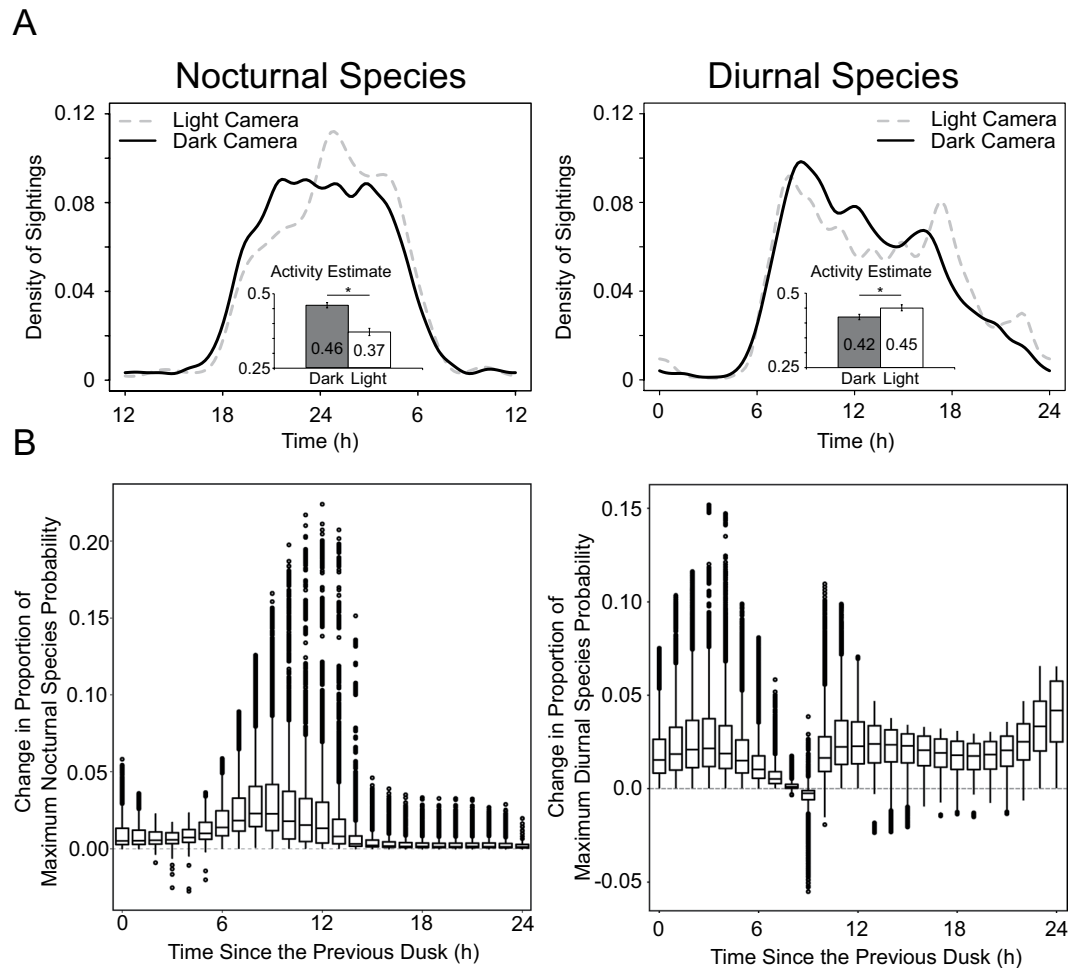 A
Nocturnal Species
Diurnal Species
Light Camera
Dark Camera
Density of Sightings
0.12
0.08
0.04
0
Activity Estimate
0.5
0.25
*
0.46
0.37
Dark Light
12
18
24
6
12
Time (h)
Light Camera
Dark Camera
Density of Sightings
0.12
0.08
0.04
0
Activity Estimate
0.5
0.25
*
0.42
0.45
Dark Light
0
6
12
18
24
Time (h)
B
Change in Proportion of
Maximum Nocturnal Species Probability
0.20
0.15
0.10
0.05
0.00
0
6
12
18
24
Time Since the Previous Dusk (h)
Change in Proportion of
Maximum Diurnal Species Probability
0.15
0.10
0.05
0.0
-0.05
0
6
12
18
24
Time Since the Previous Dusk (h)